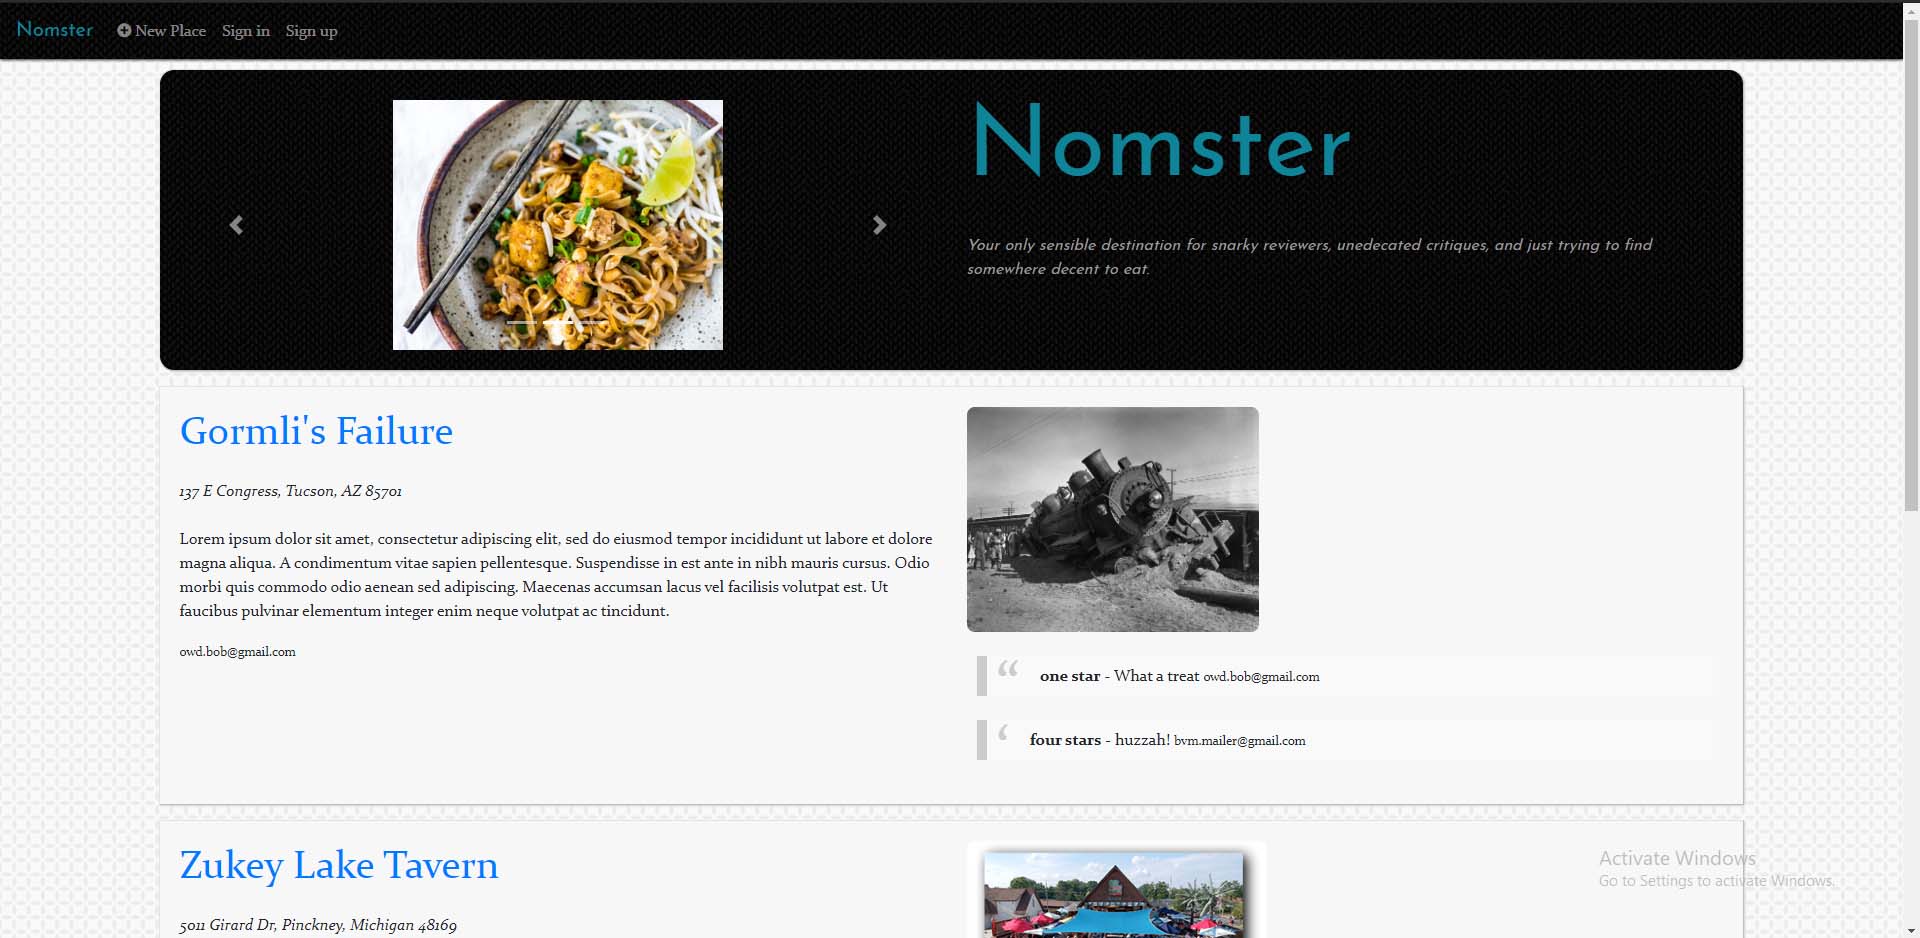 Nomster New Place Sign in Sign up
Nomster
Your only sensible destination for snarky reviewers, unedecated critiques, and just trying to find
somewhere decent to eat.
Gormli's Failure
137 E Congress, Tucson, AZ 85701
Lorem ipsum dolor sit amet, consectetur adipiscing elit, sed do eiusmod tempor incididunt ut labore et dolore
magna aliqua. A condimentum vitae sapien pellentesque. Suspendisse in est ante in nibh mauris cursus. Odio
morbi quis commodo odio aenean sed adipiscing. Maecenas accumsan lacus vel facilisis volutpat est. Ut
faucibus pulvinar elementum integer enim neque volutpat ac tincidunt.
owd.bob@gmail.com
“ one star - What a treat owd.bob@gmail.com
‘ four stars - huzzah! bvm.mailer@gmail.com
Zukey Lake Tavern
5011 Girard Dr, Pinckney, Michigan 48169
Activate Windows
Go to Settings to activate Windows.